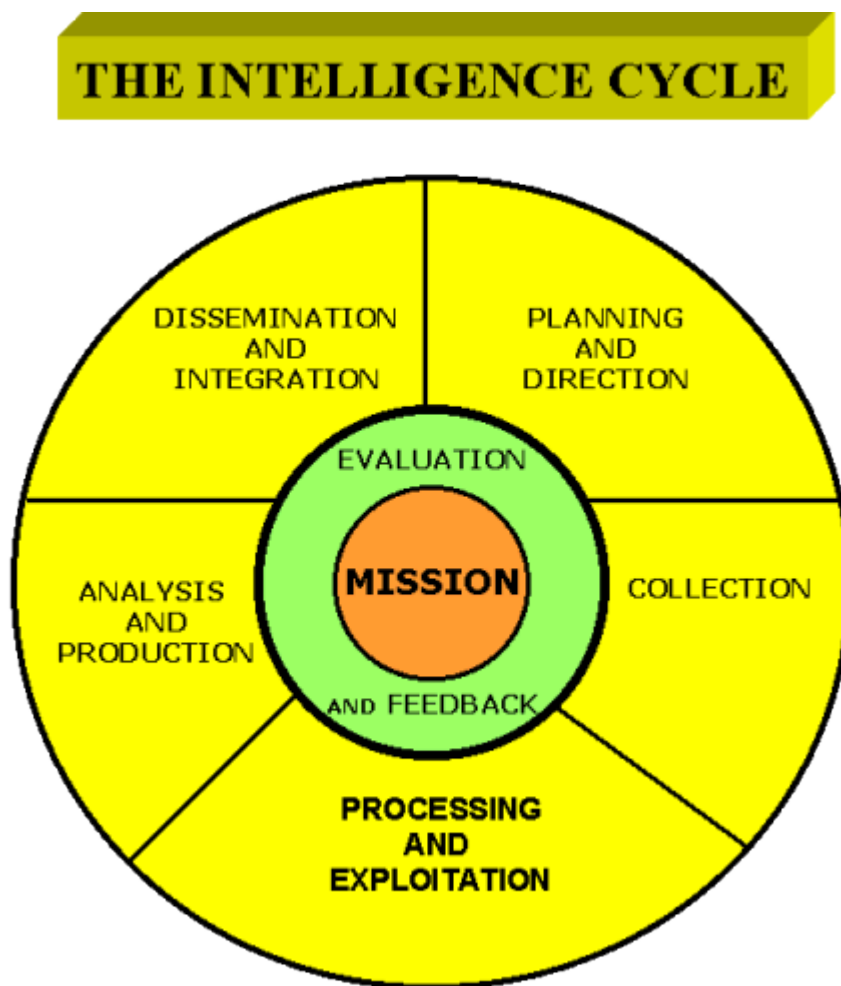 THE INTELLIGENCE CYCLE
DISSEMINATION
AND
INTEGRATION
PLANNING
AND
DIRECTION
EVALUATION
MISSION
AND FEEDBACK
COLLECTION
ANALYSIS
AND
PRODUCTION
PROCESSING
AND
EXPLOITATION